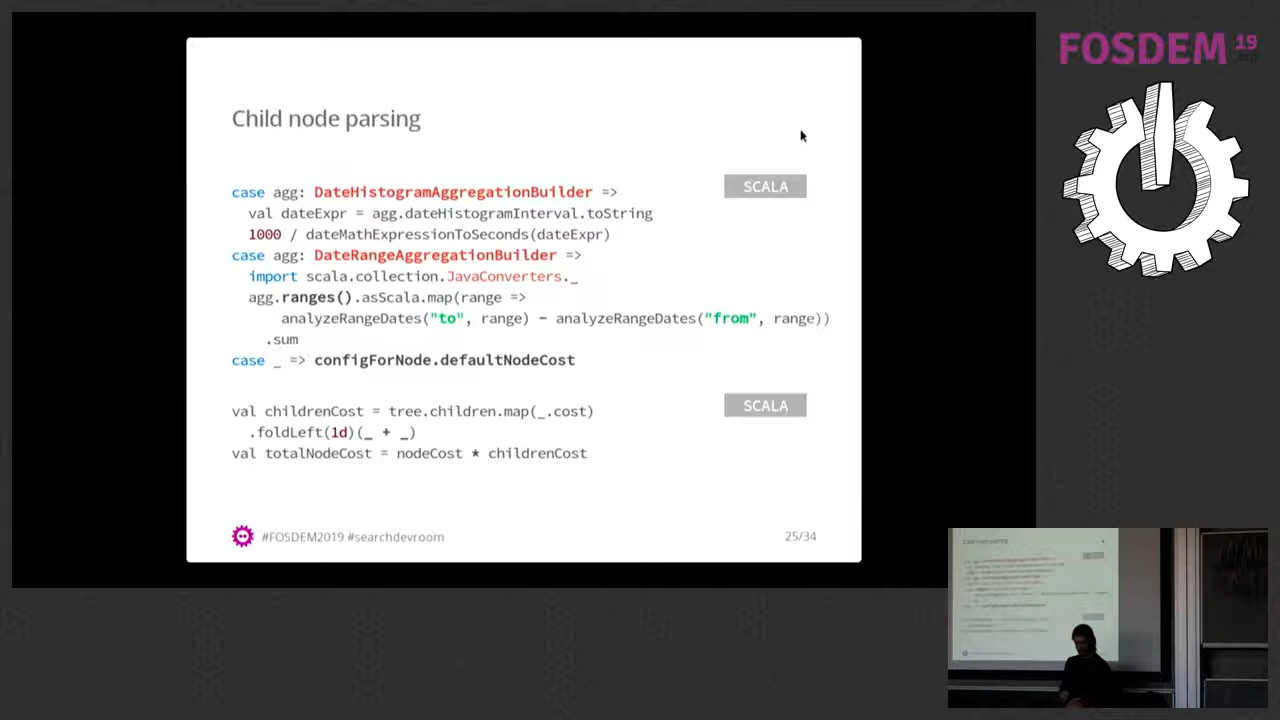 FOSDEM 19
.org
Child node parsing
SCALA
case agg: DateHistogramAggregationBuilder =>
val dateExpr = agg.dateHistogramInterval.toString
1000 / dateMathExpressionToSeconds(dateExpr)
case agg: DateRangeAggregationBuilder =>
import scala.collection.JavaConverters._
agg.ranges().asScala.map(range =>
analyzeRangeDates("to", range) - analyzeRangeDates("from", range))
.sum
case _ => configForNode.defaultNodeCost
SCALA
val childrenCost = tree.children.map(_.cost)
.foldLeft(1d)(_ + _)
val totalNodeCost = nodeCost * childrenCost
#FOSDEM2019 #searchdevroom
25/34